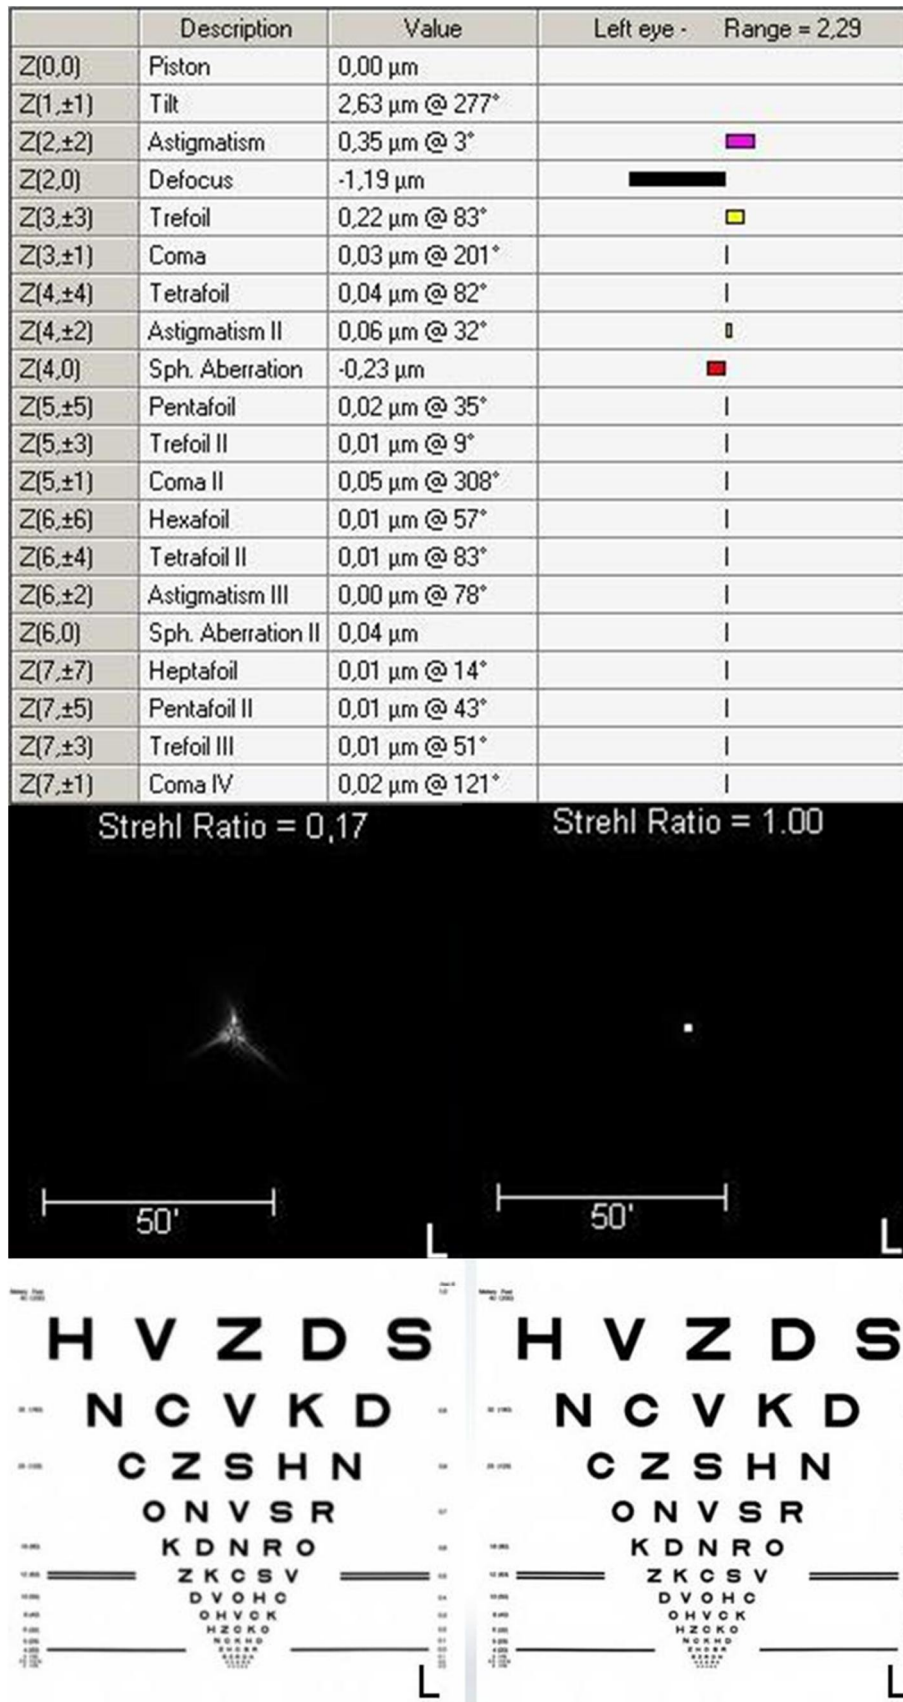 Description Value Left eye - Range = 2,29
Z(0,0) Piston 0,00 µm
Z(1,±1) Tilt 2,63 µm @ 277°
Z(2,±2) Astigmatism 0,35 µm @ 3°
Z(2,0) Defocus -1,19 µm
Z(3,±3) Trefoil 0,22 µm @ 83°
Z(3,±1) Coma 0,03 µm @ 201°
Z(4,±4) Tetrafoil 0,04 µm @ 82°
Z(4,±2) Astigmatism II 0,06 µm @ 32°
Z(4,0) Sph. Aberration -0,23 µm
Z(5,±5) Pentafoil 0,02 µm @ 35°
Z(5,±3) Trefoil II 0,01 µm @ 9°
Z(5,±1) Coma II 0,05 µm @ 308°
Z(6,±6) Hexafoil 0,01 µm @ 57°
Z(6,±4) Tetrafoil II 0,01 µm @ 83°
Z(6,±2) Astigmatism III 0,00 µm @ 78°
Z(6,0) Sph. Aberration II 0,04 µm
Z(7,±7) Heptafoil 0,01 µm @ 14°
Z(7,±5) Pentafoil II 0,01 µm @ 43°
Z(7,±3) Trefoil III 0,01 µm @ 51°
Z(7,±1) Coma IV 0,02 µm @ 121°
Strehl Ratio = 0,17 Strehl Ratio = 1.00
50' 50'
L L
H V Z D S H V Z D S
N C V K D N C V K D
C Z S H N C Z S H N
O N V S R O N V S R
K D N R O K D N R O
Z K C S V Z K C S V
D V O H C D V O H C
O H V C K O H V C K
H Z C K O H Z C K O
N C K H D N C K H D
L L